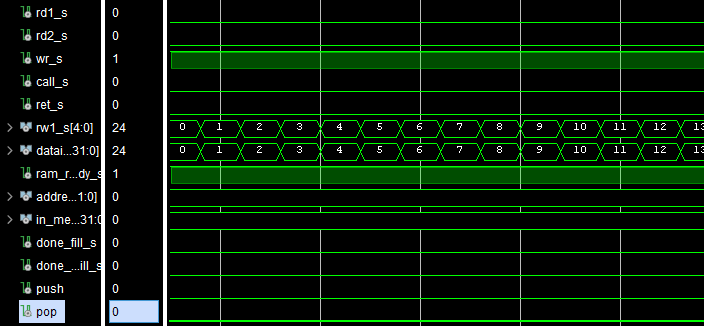 rd1_s 0
rd2_s 0
wr_s 1
call_s 0
ret_s 0
rw1_s[4:0] 24 0 1 2 3 4 5 6 7 8 9 10 11 12 13
datai...31:0] 24 0 1 2 3 4 5 6 7 8 9 10 11 12 13
ram_r...dy_s 1
addre...1:0] 0
in_me...31:0] 0
done_fill_s 0
done_...ill_s 0
push 0
pop 0